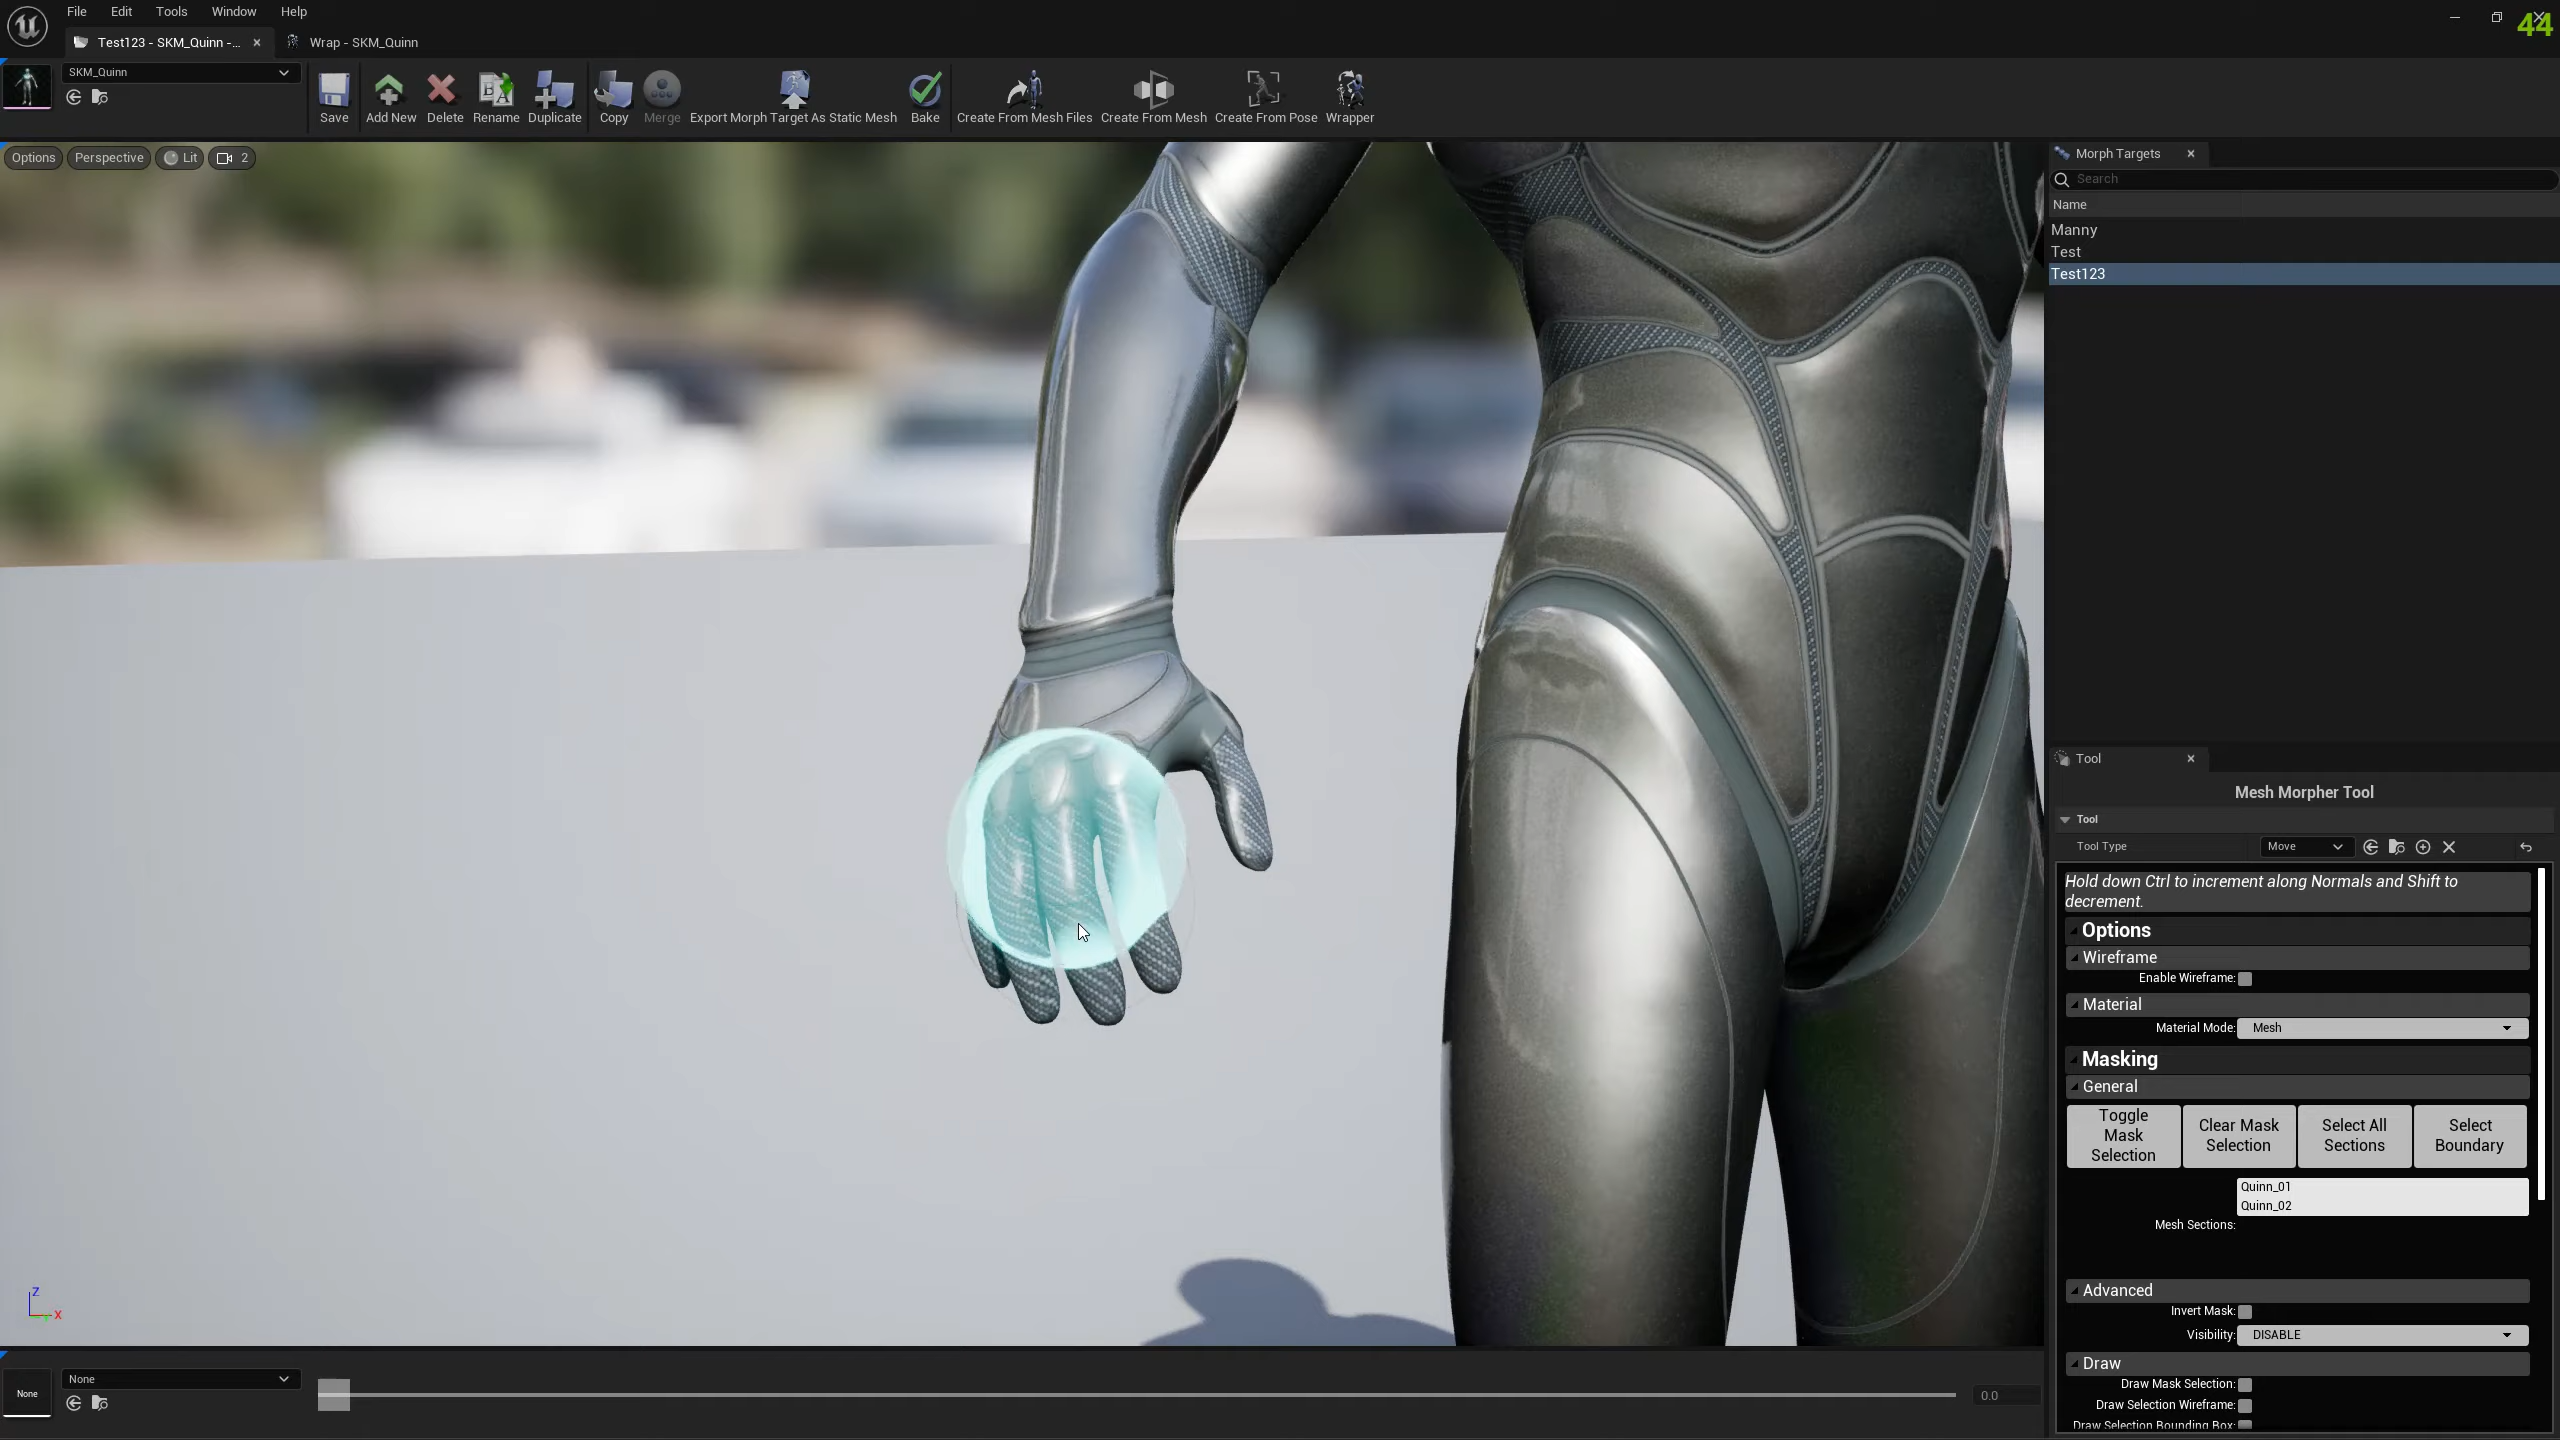 File Edit Tools Window Help
44
Test123 - SKM_Quinn -...
Wrap - SKM_Quinn
SKM_Quinn
Save
Add New
Delete
Rename
Duplicate
Copy
Merge
Export Morph Target As Static Mesh
Bake
Create From Mesh Files
Create From Mesh
Create From Pose
Wrapper
Options
Perspective
Lit
2
Morph Targets
Search
Name
Manny
Test
Test123
Tool
Mesh Morpher Tool
Tool
Tool Type
Move
Hold down Ctrl to increment along Normals and Shift to
decrement.
Options
Wireframe
Enable Wireframe:
Material
Material Mode:
Mesh
Masking
General
Toggle
Mask
Selection
Clear Mask
Selection
Select All
Sections
Select
Boundary
Quinn_01
Quinn_02
Mesh Sections:
Advanced
Invert Mask:
Visibility:
DISABLE
Draw
Draw Mask Selection:
Draw Selection Wireframe:
Draw Selection Bounding Box:
Z
X
None
None
0.0